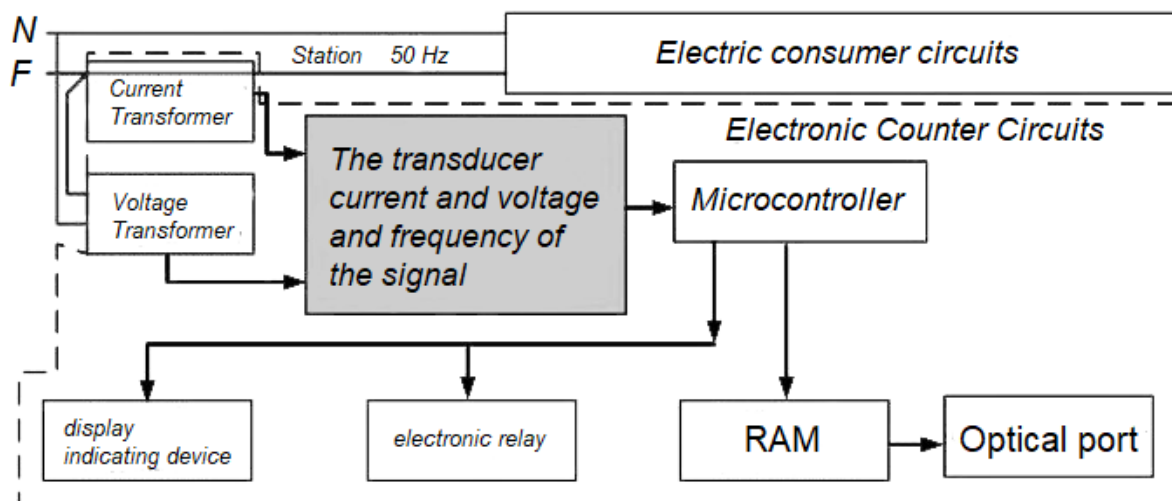 N
F
Station 50 Hz
Electric consumer circuits
Current
Transformer
Electronic Counter Circuits
The transducer
current and voltage
and frequency of
the signal
Microcontroller
Voltage
Transformer
display
indicating device
electronic relay
RAM
Optical port